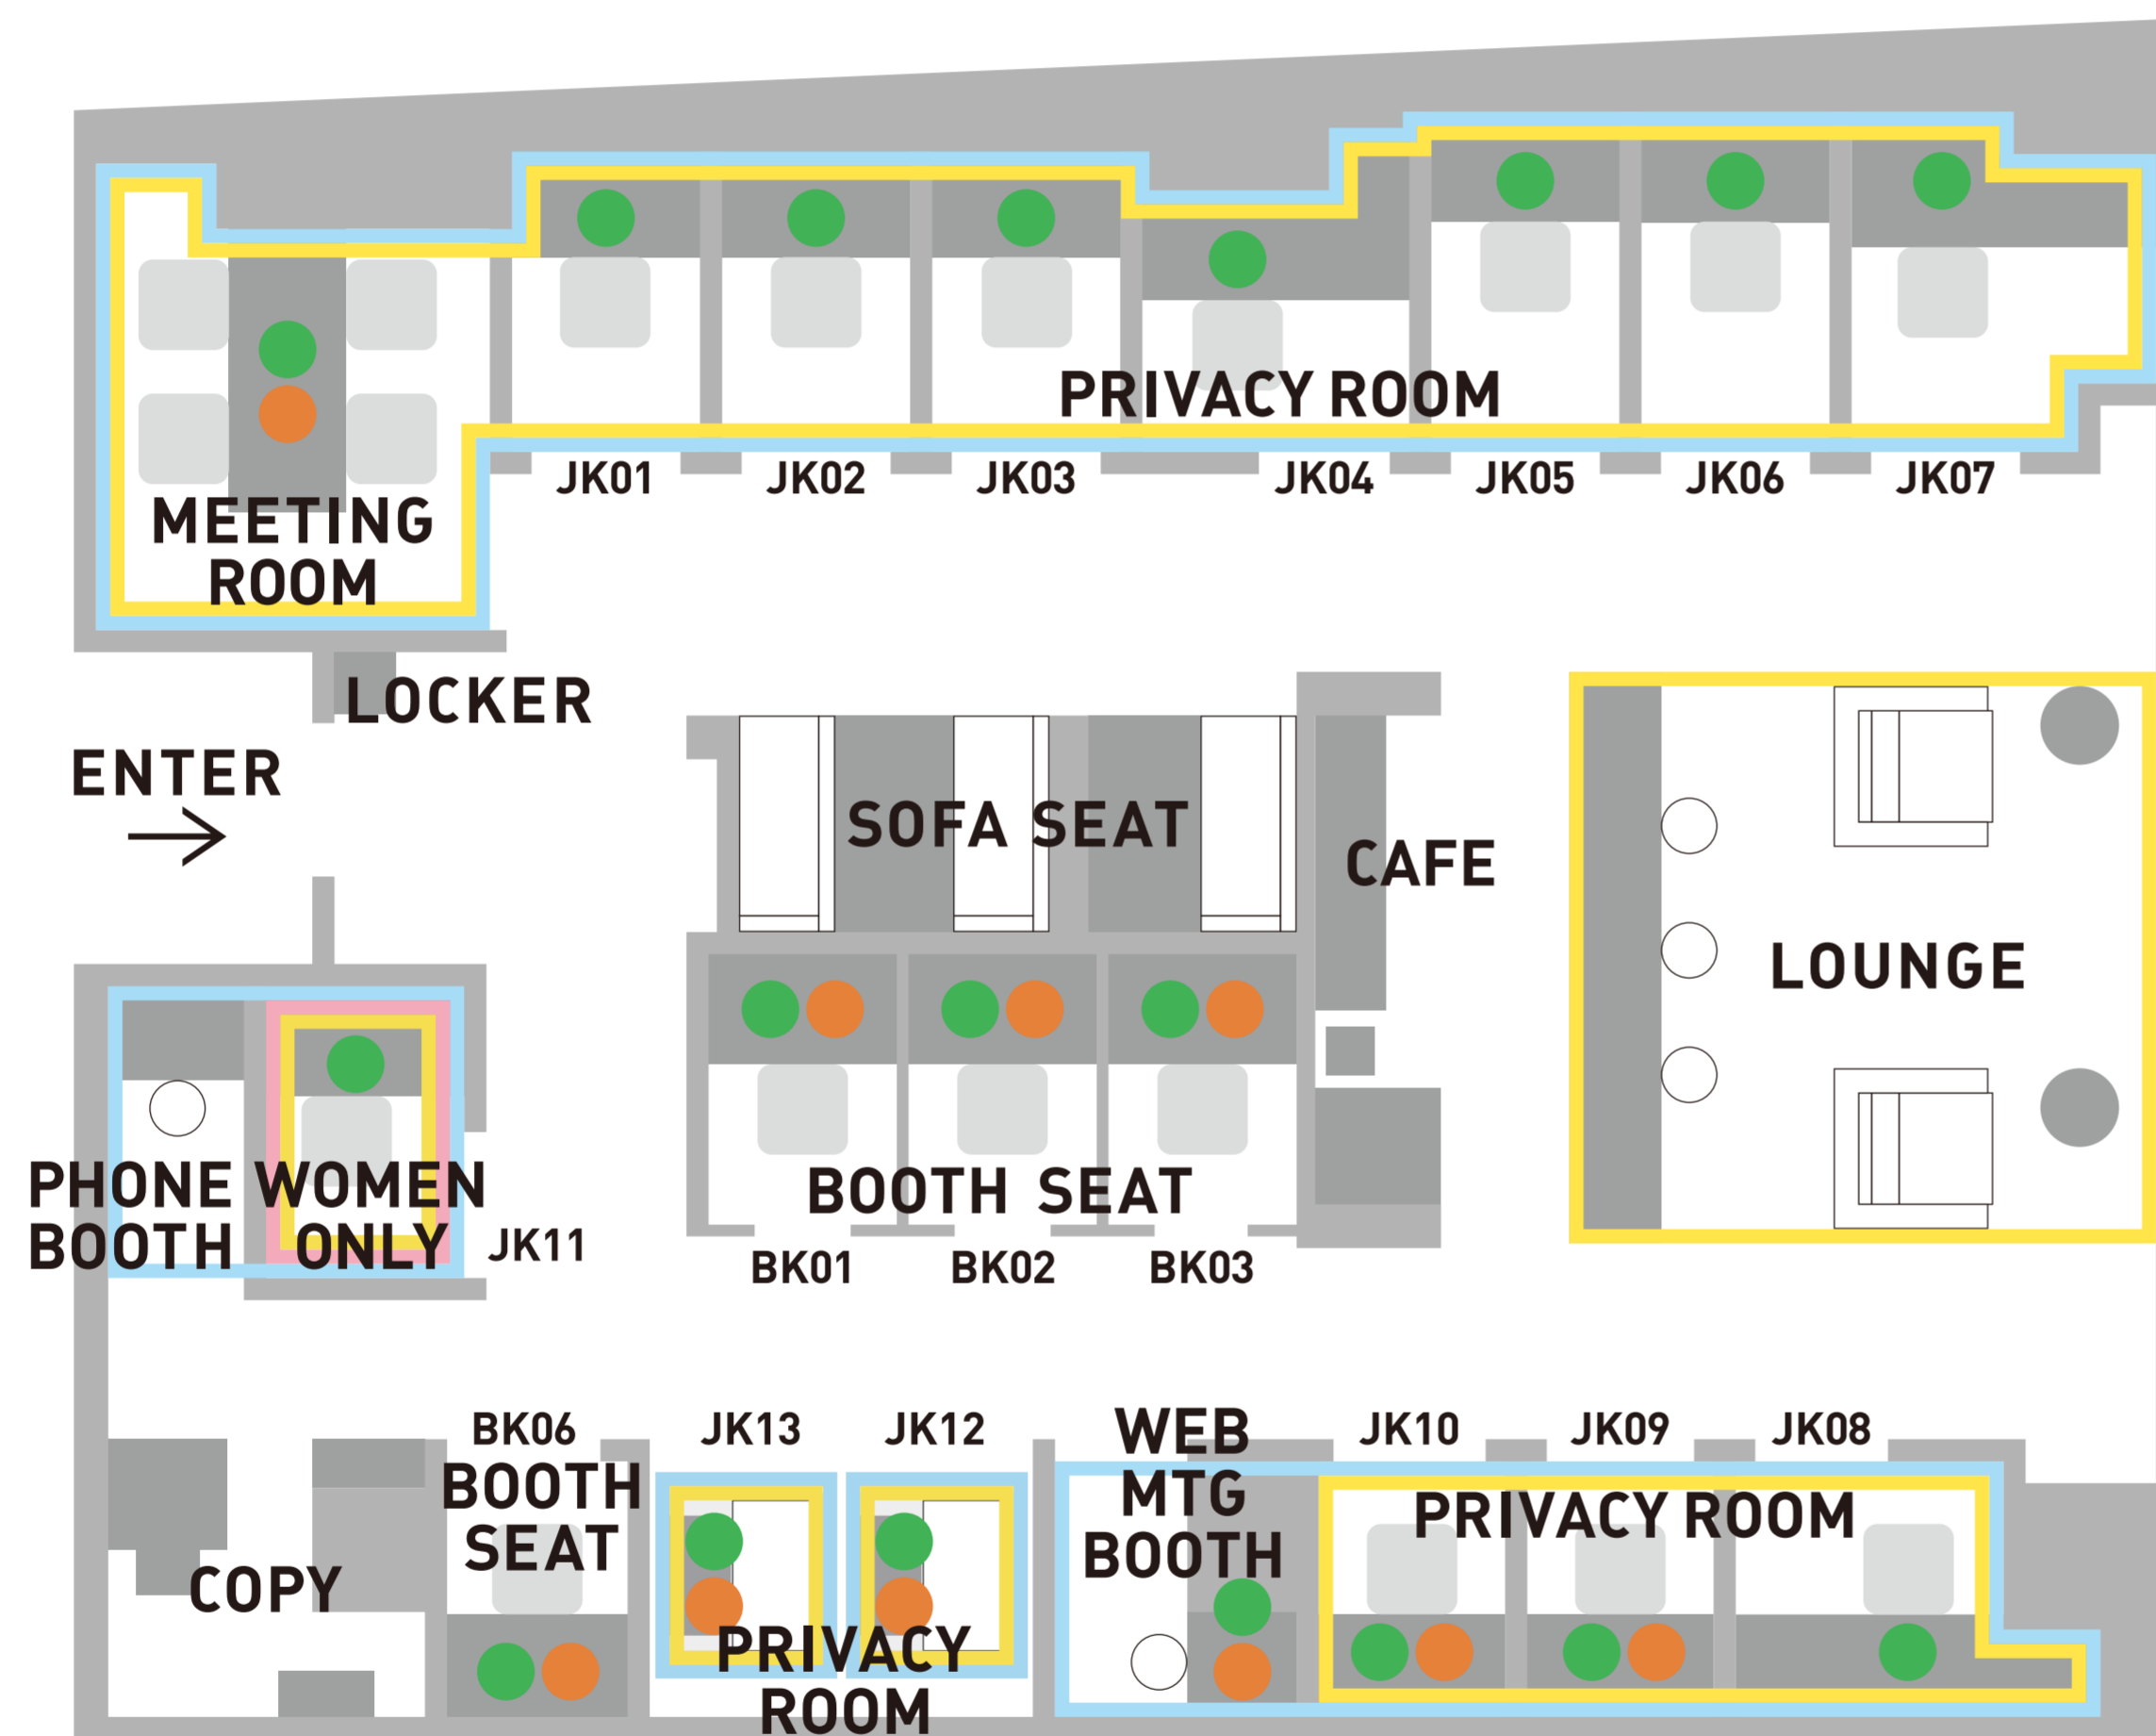 PRIVACY ROOM
JK01
JK02
JK03
JK04
JK05
JK06
JK07
MEETING
ROOM
LOCKER
ENTER
SOFA SEAT
CAFE
LOUNGE
PHONE
BOOTH
WOMEN
ONLY
JK11
BOOTH SEAT
BK01
BK02
BK03
BK06
BOOTH
SEAT
JK13
JK12
WEB
MTG
BOOTH
JK10
JK09
JK08
PRIVACY ROOM
COPY
PRIVACY
ROOM